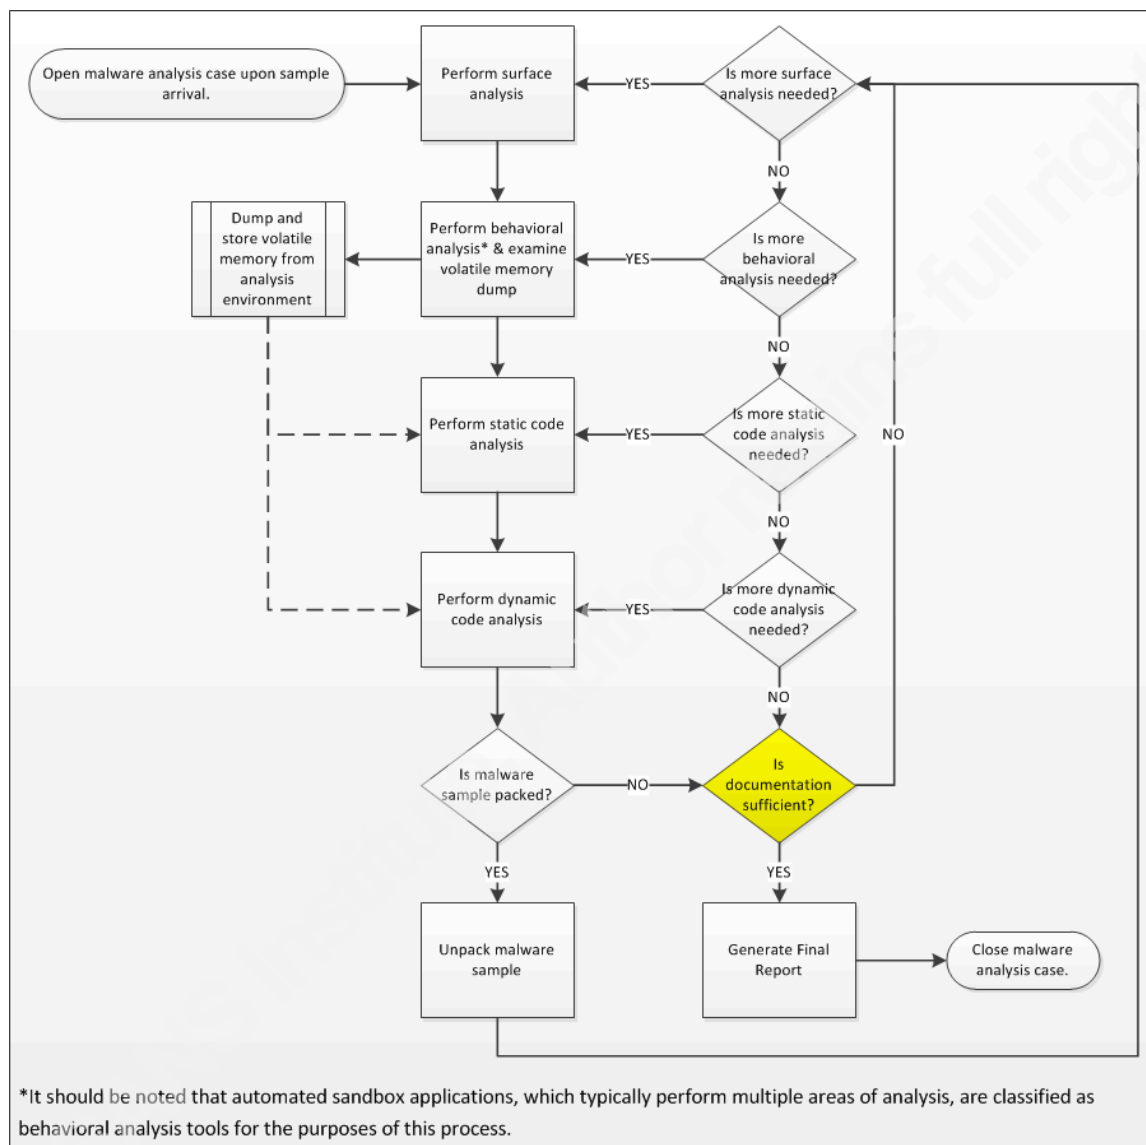 Open malware analysis case upon sample
arrival.
Perform surface
analysis
YES
Is more surface
analysis needed?
NO
Dump and
store volatile
memory from
analysis
environment
Perform behavioral
analysis* & examine
volatile memory
dump
YES
Is more
behavioral
analysis needed?
NO
Perform static code
analysis
YES
Is more static
code analysis
needed?
NO
NO
Perform dynamic
code analysis
YES
Is more dynamic
code analysis
needed?
NO
Is malware
sample packed?
NO
Is
documentation
sufficient?
YES
YES
Unpack malware
sample
Generate Final
Report
Close malware
analysis case.
*It should be noted that automated sandbox applications, which typically perform multiple areas of analysis, are classified as
behavioral analysis tools for the purposes of this process.